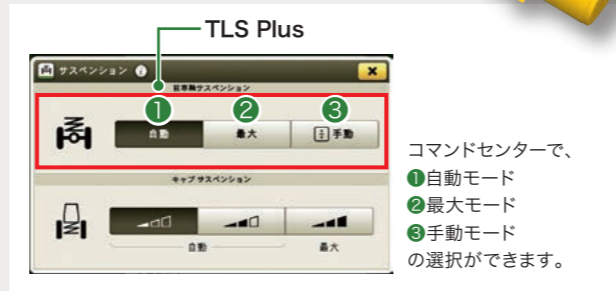 TLS Plus
サスペンション
前車軸サスペンション
❶ ❷ ❸
自動 最大 手動
キャブサスペンション
自動 最大
コマンドセンターで、
❶自動モード
❷最大モード
❸手動モード
の選択ができます。